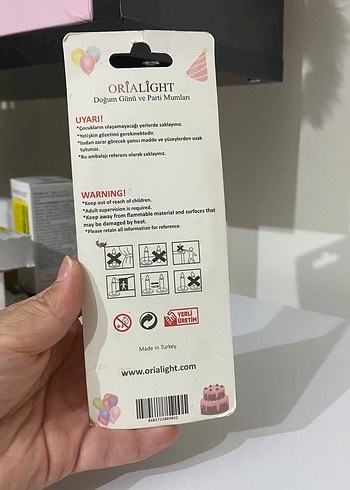 ORİALİGHT
Doğum Günü ve Parti Mumları
UYARI!
*Çocukların ulaşamayacağı yerlerde saklayınız.
*Yetişkin gözetimi gerekmektedir.
*Isıdan zarar görecek yanıcı madde ve yüzeylerden uzak
tutunuz.
*Bu ambalajı referans olarak saklayınız.
WARNING!
*Keep out of reach of children.
*Adult supervision is required.
*Keep away from flammable material and surfaces that
may be damaged by heat.
*Please retain all information for reference.
YERLİ
ÜRETİM
Made in Turkey
www.orialight.com